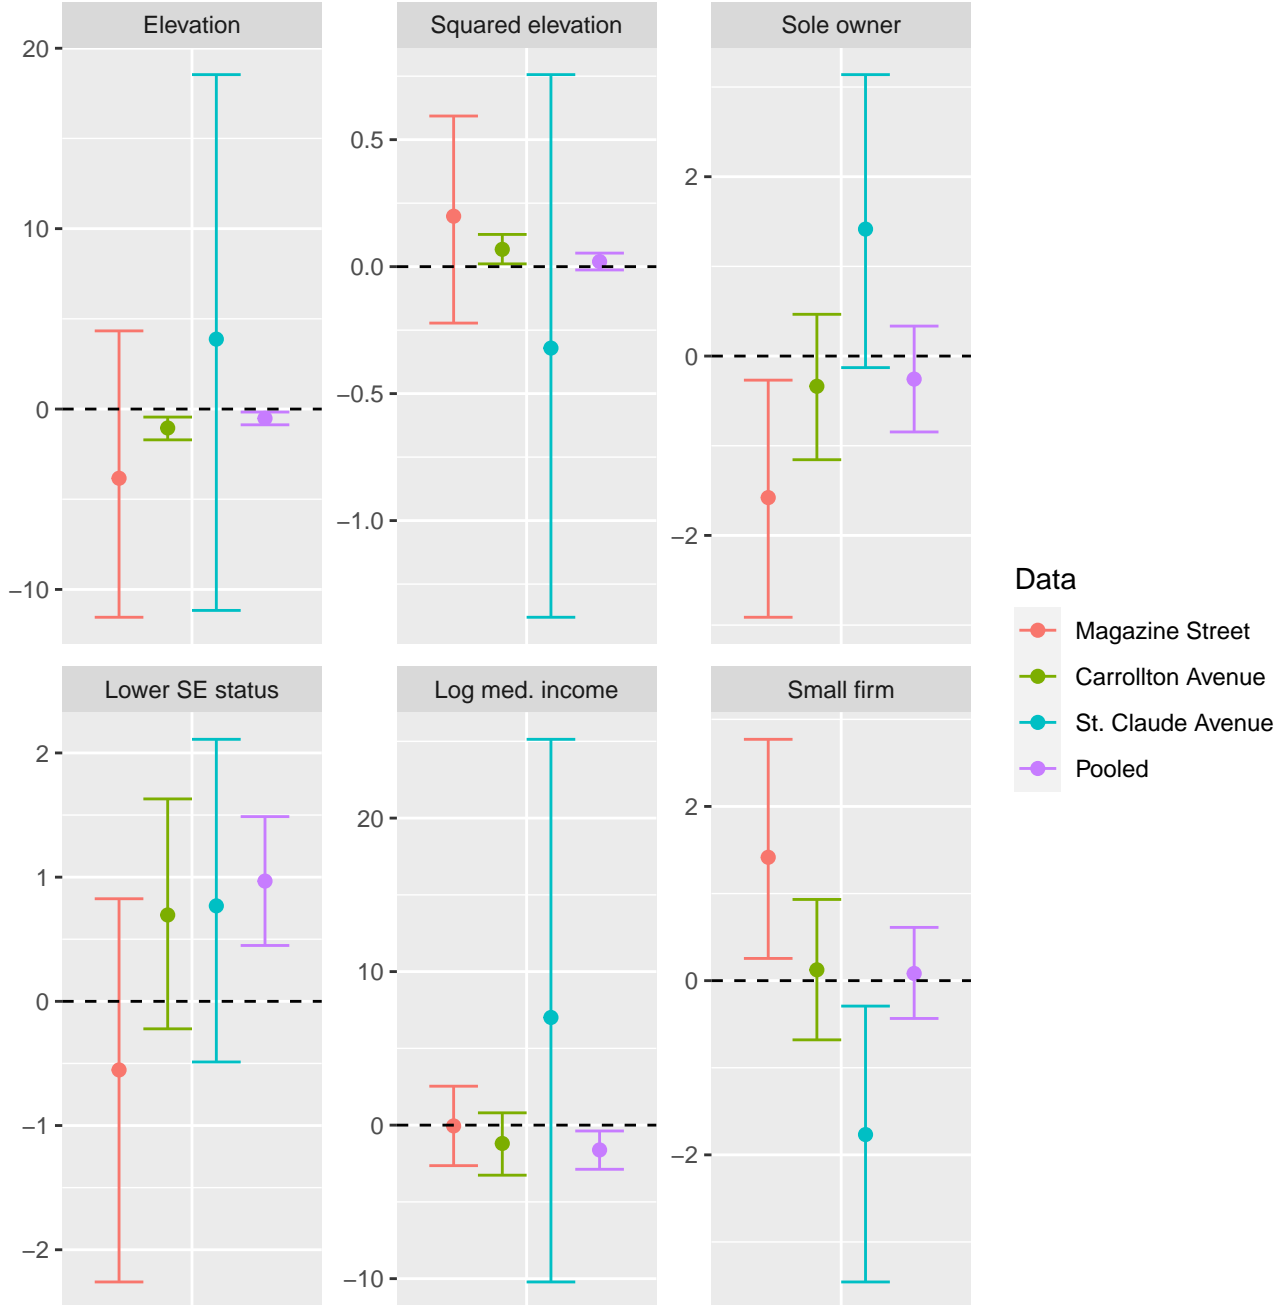 Elevation
Squared elevation
Sole owner
20
10
0
−10
0.5
0.0
−0.5
−1.0
2
0
−2
Data
Magazine Street
Carrollton Avenue
St. Claude Avenue
Pooled
Lower SE status
Log med. income
Small firm
2
1
0
−1
−2
20
10
0
−10
2
0
−2